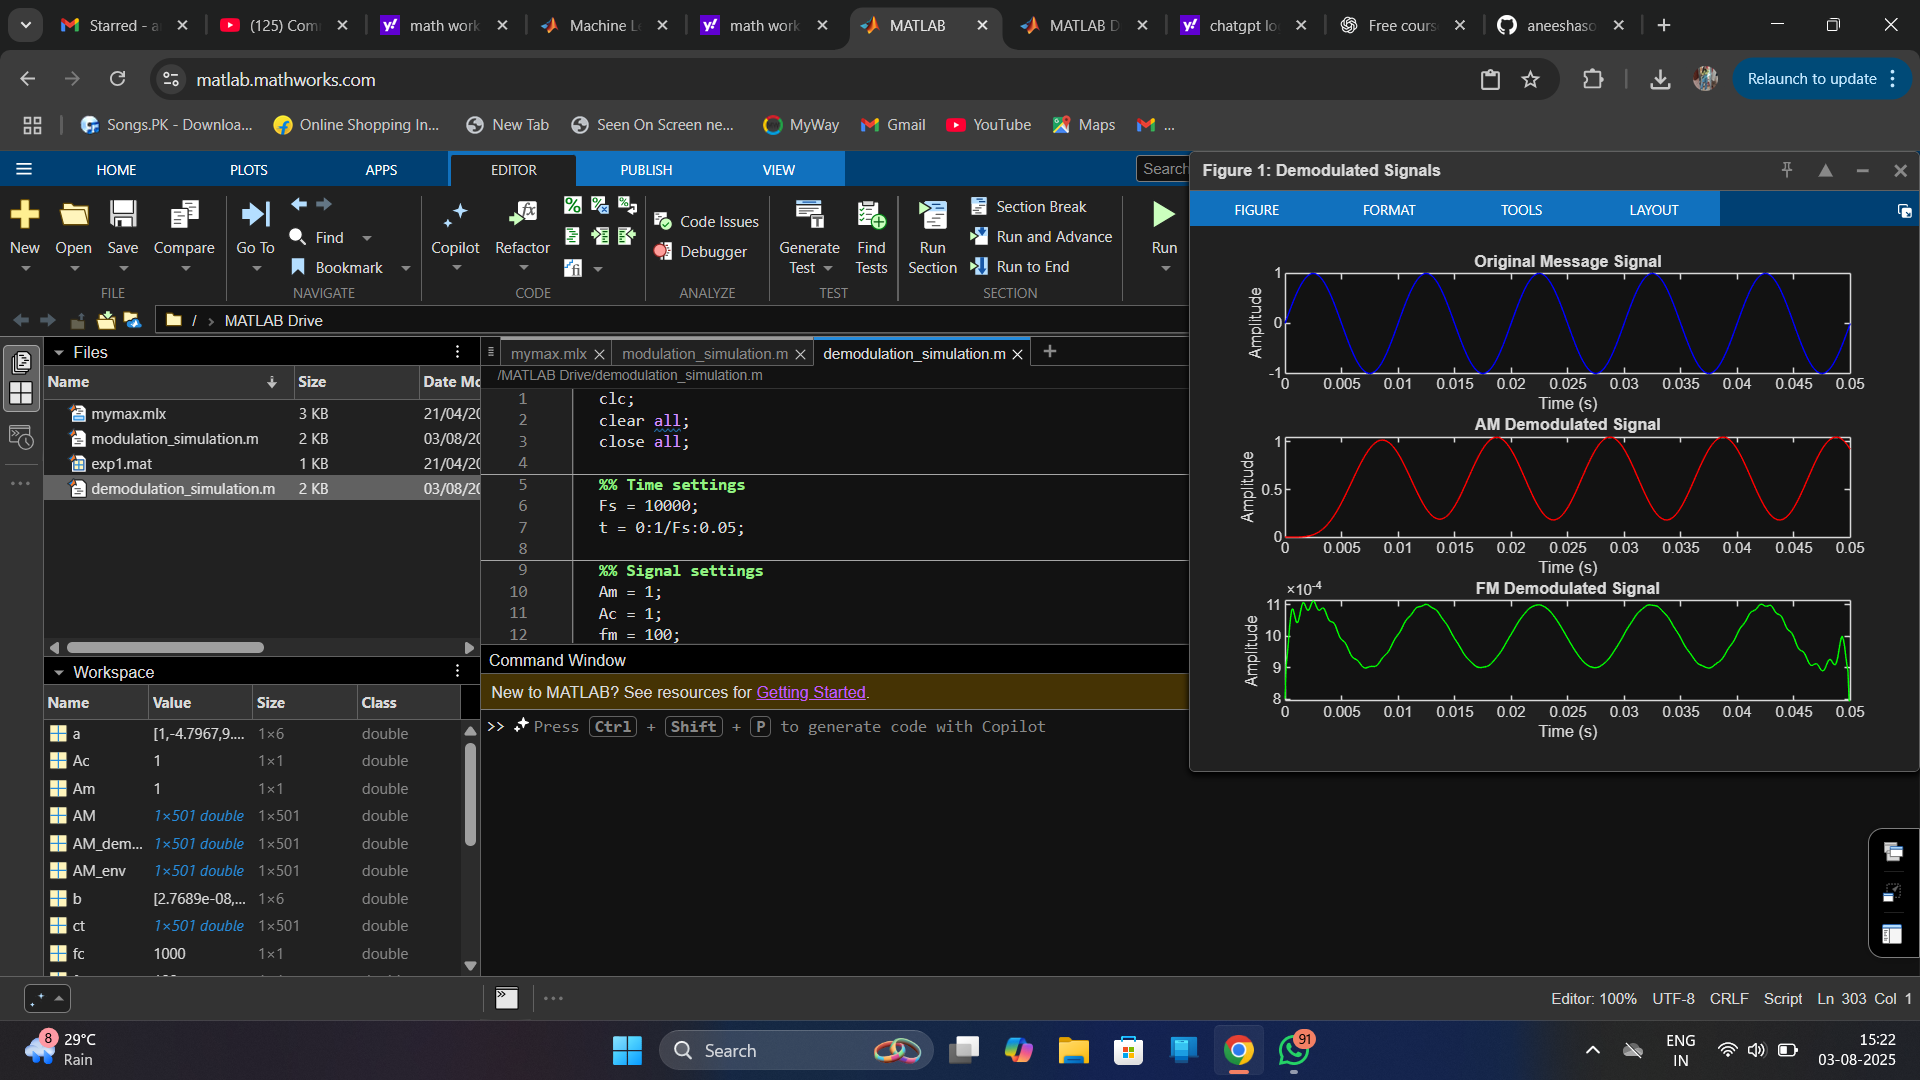 Starred - a
(125) Com
math work
Machine Le
math work
MATLAB
MATLAB D
chatgpt lo
Free cours
aneeshaso
matlab.mathworks.com
Relaunch to update
Songs.PK - Downloa...
Online Shopping In...
New Tab
Seen On Screen ne...
MyWay
Gmail
YouTube
Maps
...
HOME PLOTS APPS EDITOR PUBLISH VIEW
Search
New Open Save Compare
FILE
Go To
Find
Bookmark
NAVIGATE
Copilot Refactor
CODE
Code Issues
Debugger
ANALYZE
Generate Test
Find Tests
TEST
Run Section
Section Break
Run and Advance
Run to End
SECTION
Run
/ › MATLAB Drive
Files
Name Size Date Mo
mymax.mlx 3 KB 21/04/20
modulation_simulation.m 2 KB 03/08/20
exp1.mat 1 KB 21/04/20
demodulation_simulation.m 2 KB 03/08/20
Workspace
Name Value Size Class
a [1,-4.7967,9.... 1×6 double
Ac 1 1×1 double
Am 1 1×1 double
AM 1×501 double 1×501 double
AM_dem... 1×501 double 1×501 double
AM_env 1×501 double 1×501 double
b [2.7689e-08,... 1×6 double
ct 1×501 double 1×501 double
fc 1000 1×1 double
mymax.mlx modulation_simulation.m demodulation_simulation.m
/MATLAB Drive/demodulation_simulation.m
1 clc;
2 clear all;
3 close all;
4
5 %% Time settings
6 Fs = 10000;
7 t = 0:1/Fs:0.05;
8
9 %% Signal settings
10 Am = 1;
11 Ac = 1;
12 fm = 100;
Command Window
New to MATLAB? See resources for Getting Started.
>> Press Ctrl + Shift + P to generate code with Copilot
Figure 1: Demodulated Signals
FIGURE FORMAT TOOLS LAYOUT
Original Message Signal
Amplitude
1
0
-1
0 0.005 0.01 0.015 0.02 0.025 0.03 0.035 0.04 0.045 0.05
Time (s)
AM Demodulated Signal
Amplitude
1
0.5
0
0 0.005 0.01 0.015 0.02 0.025 0.03 0.035 0.04 0.045 0.05
Time (s)
×10-4
FM Demodulated Signal
Amplitude
11
10
9
8
0 0.005 0.01 0.015 0.02 0.025 0.03 0.035 0.04 0.045 0.05
Time (s)
Editor: 100% UTF-8 CRLF Script Ln 303 Col 1
8
29°C
Rain
Search
91
ENG
IN
15:22
03-08-2025